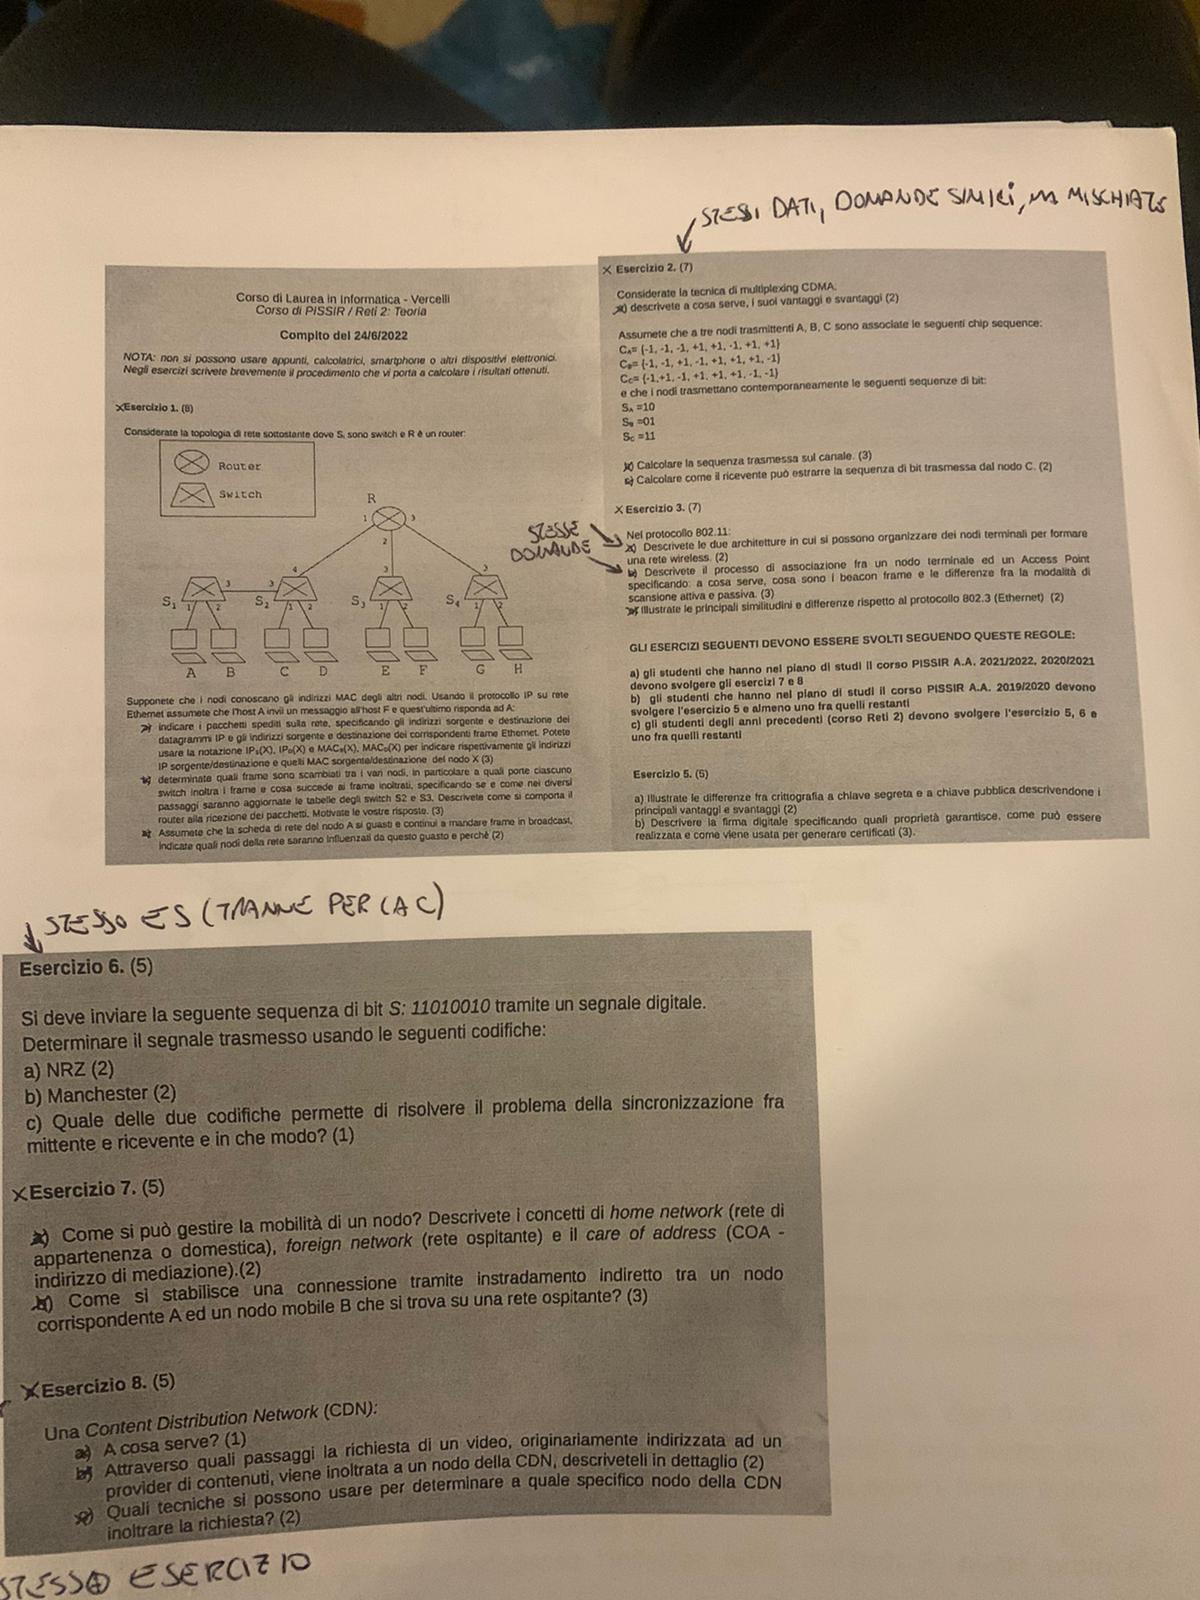 STESSI DATI, DOMANDE SIMILI, MA MISCHIATE
Corso di Laurea in Informatica - Vercelli
Corso di PISSIR / Reti 2: Teoria
Compito del 24/6/2022
NOTA: non si possono usare appunti, calcolatrici, smartphone o altri dispositivi elettronici.
Negli esercizi scrivete brevemente il procedimento che vi porta a calcolare i risultati ottenuti.
Esercizio 1. (8)
Considerate la topologia di rete sottostante dove Sᵢ sono switch e R è un router:
Router
Switch
R
1 3
2
4
3 3 3 3
S₁ 1 2 S₂ 1 2 S₃ 1 2 S₄ 1 2
A B C D E F G H
Supponete che i nodi conoscano gli indirizzi MAC degli altri nodi. Usando il protocollo IP su rete
Ethernet assumete che l'host A invii un messaggio all'host F e quest'ultimo risponda ad A:
a) indicare i pacchetti spediti sulla rete, specificando gli indirizzi sorgente e destinazione dei
datagrammi IP e gli indirizzi sorgente e destinazione dei corrispondenti frame Ethernet. Potete
usare la notazione IPs(X), IPD(X) e MACs(X), MACD(X) per indicare rispettivamente gli indirizzi
IP sorgente/destinazione e quelli MAC sorgente/destinazione del nodo X (3)
b) determinate quali frame sono scambiati tra i vari nodi, in particolare a quali porte ciascuno
switch inoltra i frame e cosa succede ai frame inoltrati, specificando se e come nei diversi
passaggi saranno aggiornate le tabelle degli switch S2 e S3. Descrivete come si comporta il
router alla ricezione dei pacchetti. Motivate le vostre risposte. (3)
Assumete che la scheda di rete del nodo A si guasti e continui a mandare frame in broadcast,
indicate quali nodi della rete saranno influenzati da questo guasto e perchè (2)
Esercizio 2. (7)
Considerate la tecnica di multiplexing CDMA:
a) descrivete a cosa serve, i suoi vantaggi e svantaggi (2)
Assumete che a tre nodi trasmittenti A, B, C sono associate le seguenti chip sequence:
CA= {-1, -1, -1, +1, +1, -1, +1, +1}
CB= {-1, -1, +1, -1, +1, +1, +1, -1}
CC= {-1,+1, -1, +1, +1, +1, -1, -1}
e che i nodi trasmettano contemporaneamente le seguenti sequenze di bit:
SA =10
SB =01
SC =11
b) Calcolare la sequenza trasmessa sul canale. (3)
c) Calcolare come il ricevente può estrarre la sequenza di bit trasmessa dal nodo C. (2)
Esercizio 3. (7)
STESSE
DOMANDE
Nel protocollo 802.11:
a) Descrivete le due architetture in cui si possono organizzare dei nodi terminali per formare
una rete wireless. (2)
b) Descrivete il processo di associazione fra un nodo terminale ed un Access Point
specificando: a cosa serve, cosa sono i beacon frame e le differenze fra la modalità di
scansione attiva e passiva. (3)
Illustrate le principali similitudini e differenze rispetto al protocollo 802.3 (Ethernet) (2)
GLI ESERCIZI SEGUENTI DEVONO ESSERE SVOLTI SEGUENDO QUESTE REGOLE:
a) gli studenti che hanno nel piano di studi il corso PISSIR A.A. 2021/2022, 2020/2021
devono svolgere gli esercizi 7 e 8
b) gli studenti che hanno nel piano di studi il corso PISSIR A.A. 2019/2020 devono
svolgere l'esercizio 5 e almeno uno fra quelli restanti
c) gli studenti degli anni precedenti (corso Reti 2) devono svolgere l'esercizio 5, 6 e
uno fra quelli restanti
Esercizio 5. (5)
a) Illustrate le differenze fra crittografia a chiave segreta e a chiave pubblica descrivendone i
principali vantaggi e svantaggi (2)
b) Descrivere la firma digitale specificando quali proprietà garantisce, come può essere
realizzata e come viene usata per generare certificati (3).
STESSO ES (TRANNE PER LA C)
Esercizio 6. (5)
Si deve inviare la seguente sequenza di bit S: 11010010 tramite un segnale digitale.
Determinare il segnale trasmesso usando le seguenti codifiche:
a) NRZ (2)
b) Manchester (2)
c) Quale delle due codifiche permette di risolvere il problema della sincronizzazione fra
mittente e ricevente e in che modo? (1)
Esercizio 7. (5)
a) Come si può gestire la mobilità di un nodo? Descrivete i concetti di home network (rete di
appartenenza o domestica), foreign network (rete ospitante) e il care of address (COA -
indirizzo di mediazione).(2)
b) Come si stabilisce una connessione tramite instradamento indiretto tra un nodo
corrispondente A ed un nodo mobile B che si trova su una rete ospitante? (3)
Esercizio 8. (5)
Una Content Distribution Network (CDN):
a) A cosa serve? (1)
b) Attraverso quali passaggi la richiesta di un video, originariamente indirizzata ad un
provider di contenuti, viene inoltrata a un nodo della CDN, descriveteli in dettaglio (2)
c) Quali tecniche si possono usare per determinare a quale specifico nodo della CDN
inoltrare la richiesta? (2)
STESSO ESERCIZIO